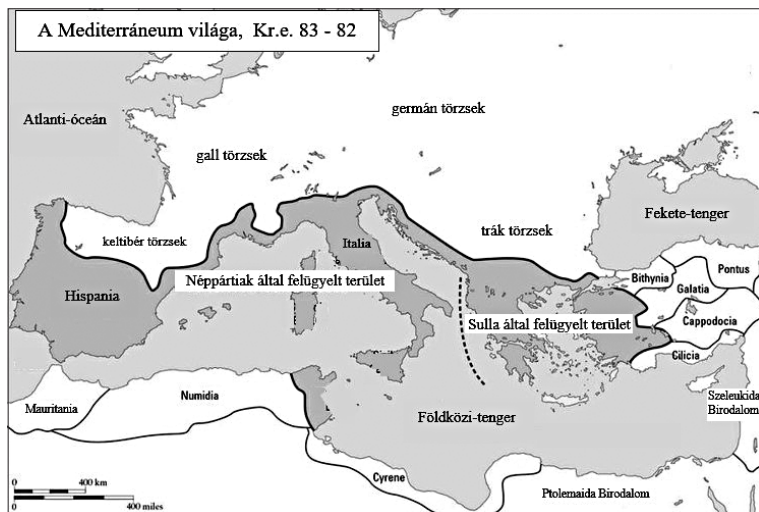 A Mediterráneum világa, Kr.e. 83 - 82
Atlanti-óceán
germán törzsek
gall törzsek
Fekete-tenger
keltibér törzsek
Italia
trák törzsek
Hispania
Néppártiak által felügyelt terület
Bithynia
Pontus
Galatia
Sulla által felügyelt terület
Cappodocia
Cilicia
Mauritania
Numidia
Földközi-tenger
Szeleukida
Birodalom
Cyrene
Ptolemaida Birodalom
0 400 km
0 400 miles